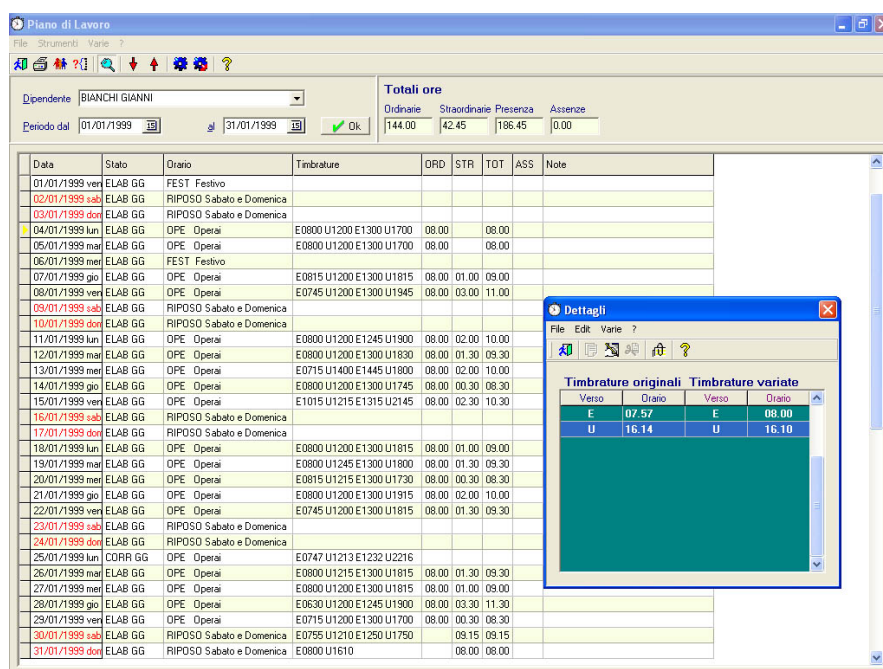 Piano di Lavoro
File Strumenti Varie ?
Totali ore
Dipendente BIANCHI GIANNI
Ordinarie Straordinarie Presenza Assenze
Periodo dal 01/01/1999 15 al 31/01/1999 15 Ok 144.00 42.45 186.45 0.00
Data Stato Orario Timbrature ORD STR TOT ASS Note
01/01/1999 ven ELAB GG FEST Festivo
02/01/1999 sab ELAB GG RIPOSO Sabato e Domenica
03/01/1999 dom ELAB GG RIPOSO Sabato e Domenica
04/01/1999 lun ELAB GG OPE Operai E0800 U1200 E1300 U1700 08.00 08.00
05/01/1999 mar ELAB GG OPE Operai E0800 U1200 E1300 U1700 08.00 08.00
06/01/1999 mer ELAB GG FEST Festivo
07/01/1999 gio ELAB GG OPE Operai E0815 U1200 E1300 U1815 08.00 01.00 09.00
08/01/1999 ven ELAB GG OPE Operai E0745 U1200 E1300 U1945 08.00 03.00 11.00
09/01/1999 sab ELAB GG RIPOSO Sabato e Domenica
10/01/1999 dom ELAB GG RIPOSO Sabato e Domenica
11/01/1999 lun ELAB GG OPE Operai E0800 U1200 E1245 U1900 08.00 02.00 10.00
12/01/1999 mar ELAB GG OPE Operai E0800 U1200 E1300 U1830 08.00 01.30 09.30
13/01/1999 mer ELAB GG OPE Operai E0715 U1400 E1445 U1800 08.00 02.00 10.00
14/01/1999 gio ELAB GG OPE Operai E0800 U1200 E1300 U1745 08.00 00.30 08.30
15/01/1999 ven ELAB GG OPE Operai E1015 U1215 E1315 U2145 08.00 02.30 10.30
16/01/1999 sab ELAB GG RIPOSO Sabato e Domenica
17/01/1999 dom ELAB GG RIPOSO Sabato e Domenica
18/01/1999 lun ELAB GG OPE Operai E0800 U1200 E1300 U1815 08.00 01.00 09.00
19/01/1999 mar ELAB GG OPE Operai E0800 U1245 E1300 U1800 08.00 01.30 09.30
20/01/1999 mer ELAB GG OPE Operai E0815 U1215 E1300 U1730 08.00 00.30 08.30
21/01/1999 gio ELAB GG OPE Operai E0800 U1200 E1300 U1915 08.00 02.00 10.00
22/01/1999 ven ELAB GG OPE Operai E0745 U1200 E1300 U1815 08.00 01.30 09.30
23/01/1999 sab ELAB GG RIPOSO Sabato e Domenica
24/01/1999 dom ELAB GG RIPOSO Sabato e Domenica
25/01/1999 lun CORR GG OPE Operai E0747 U1213 E1232 U2216
26/01/1999 mar ELAB GG OPE Operai E0800 U1215 E1300 U1815 08.00 01.30 09.30
27/01/1999 mer ELAB GG OPE Operai E0800 U1200 E1300 U1815 08.00 01.00 09.00
28/01/1999 gio ELAB GG OPE Operai E0630 U1200 E1245 U1900 08.00 03.30 11.30
29/01/1999 ven ELAB GG OPE Operai E0715 U1200 E1300 U1700 08.00 00.30 08.30
30/01/1999 sab ELAB GG RIPOSO Sabato e Domenica E0755 U1210 E1250 U1750 09.15 09.15
31/01/1999 dom ELAB GG RIPOSO Sabato e Domenica E0800 U1610 08.00 08.00
Dettagli
File Edit Varie ?
Timbrature originali Timbrature variate
Verso Orario Verso Orario
E 07.57 E 08.00
U 16.14 U 16.10